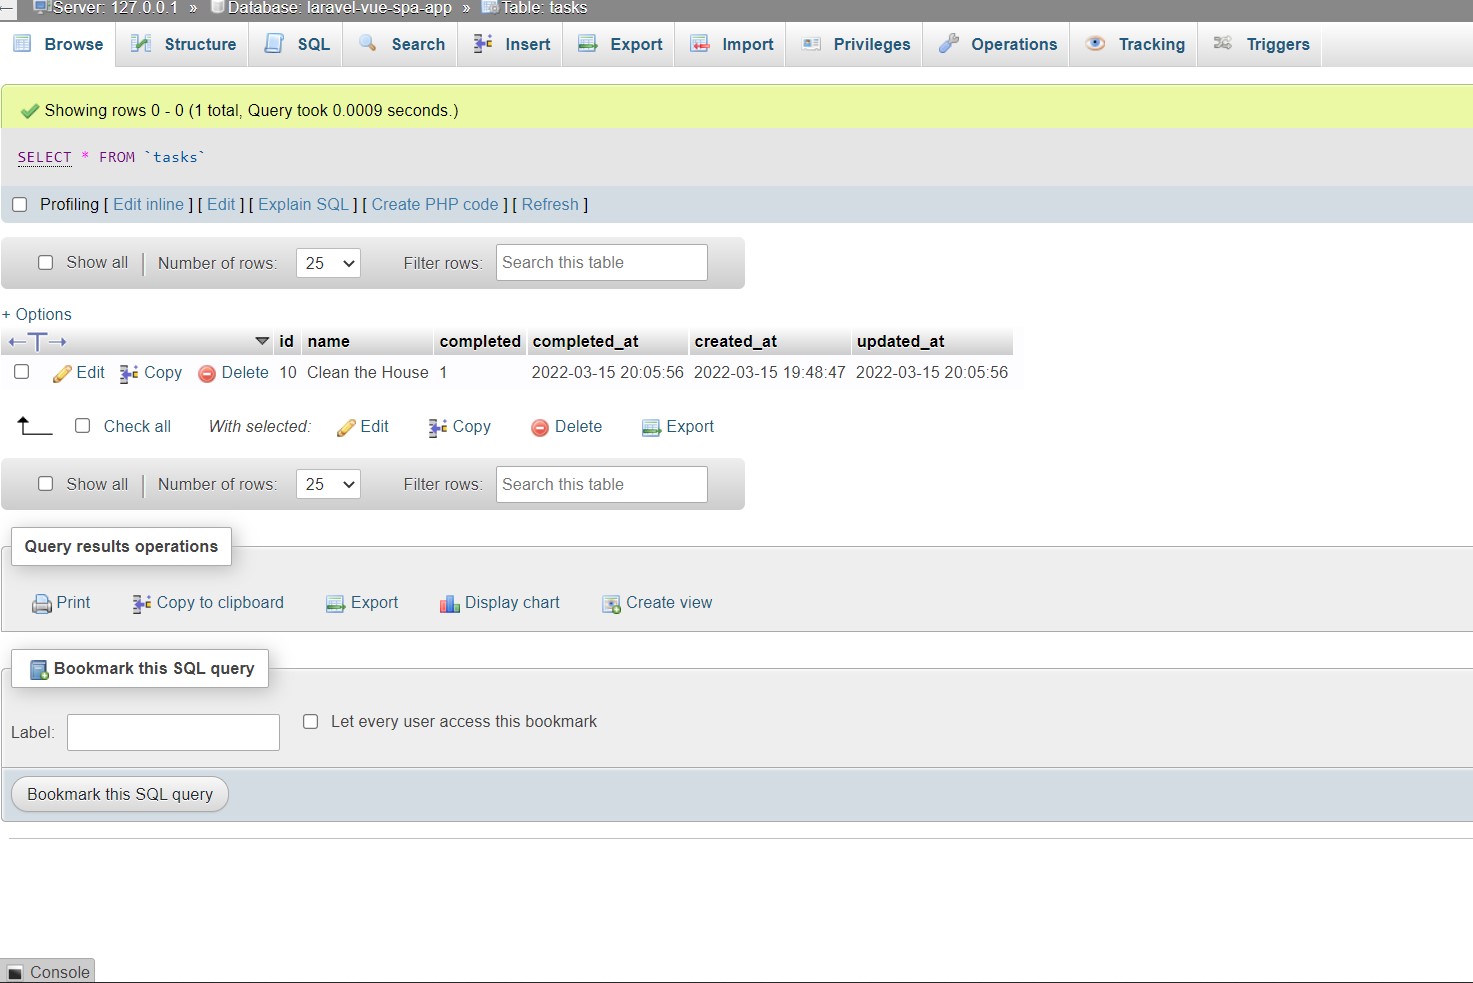 Server: 127.0.0.1 » Database: laravel-vue-spa-app » Table: tasks
Browse Structure SQL Search Insert Export Import Privileges Operations Tracking Triggers
Showing rows 0 - 0 (1 total, Query took 0.0009 seconds.)
SELECT * FROM `tasks`
Profiling [ Edit inline ] [ Edit ] [ Explain SQL ] [ Create PHP code ] [ Refresh ]
Show all Number of rows: 25 Filter rows: Search this table
+ Options
id name completed completed_at created_at updated_at
Edit Copy Delete 10 Clean the House 1 2022-03-15 20:05:56 2022-03-15 19:48:47 2022-03-15 20:05:56
Check all With selected: Edit Copy Delete Export
Show all Number of rows: 25 Filter rows: Search this table
Query results operations
Print Copy to clipboard Export Display chart Create view
Bookmark this SQL query
Label: Let every user access this bookmark
Bookmark this SQL query
Console